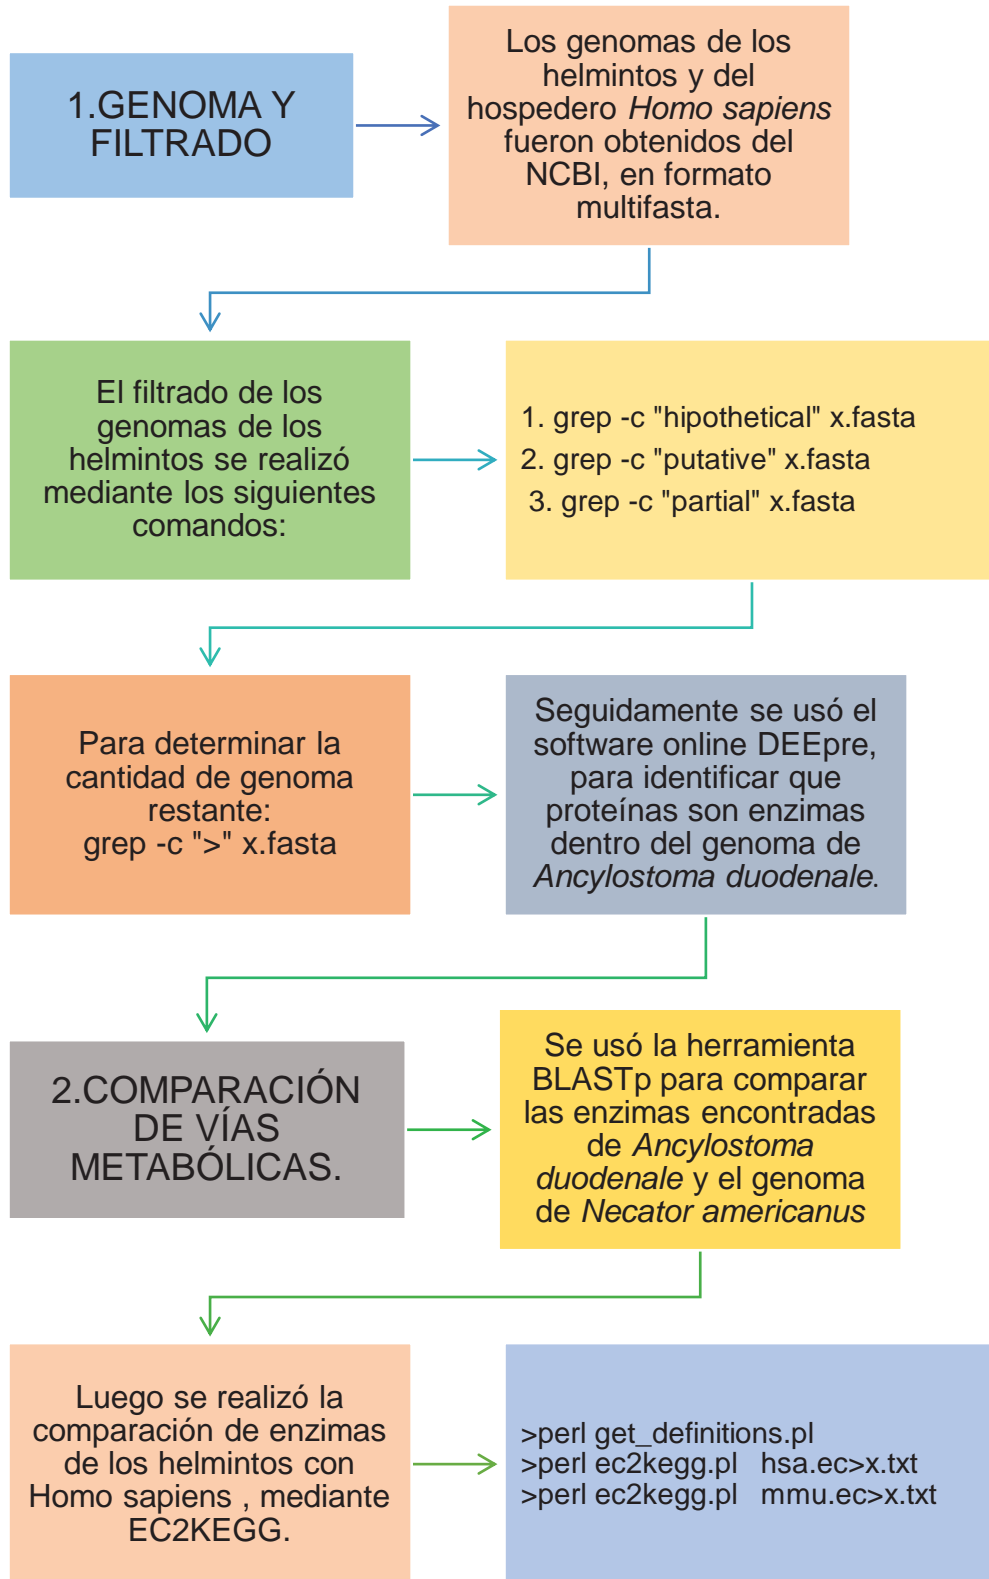 1.GENOMA Y
FILTRADO
Los genomas de los
helmintos y del
hospedero Homo sapiens
fueron obtenidos del
NCBI, en formato
multifasta.
El filtrado de los
genomas de los
helmintos se realizó
mediante los siguientes
comandos:
1. grep -c "hipothetical" x.fasta
2. grep -c "putative" x.fasta
3. grep -c "partial" x.fasta
Para determinar la
cantidad de genoma
restante:
grep -c ">" x.fasta
Seguidamente se usó el
software online DEEpre,
para identificar que
proteínas son enzimas
dentro del genoma de
Ancylostoma duodenale.
2.COMPARACIÓN
DE VÍAS
METABÓLICAS.
Se usó la herramienta
BLASTp para comparar
las enzimas encontradas
de Ancylostoma
duodenale y el genoma
de Necator americanus
Luego se realizó la
comparación de enzimas
de los helmintos con
Homo sapiens , mediante
EC2KEGG.
>perl get_definitions.pl
>perl ec2kegg.pl   hsa.ec>x.txt
>perl ec2kegg.pl   mmu.ec>x.txt